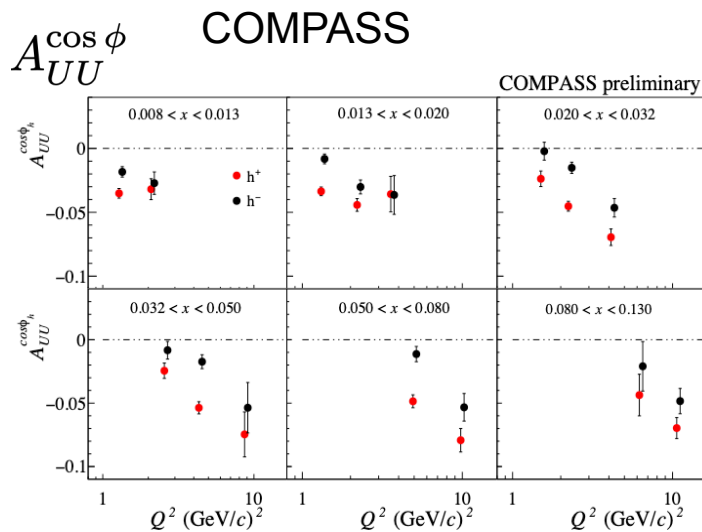 COMPASS
A_{UU}^{cos ϕ}
COMPASS preliminary
A_{UU}^{cosϕ_h}
0.008 < x < 0.013
0.013 < x < 0.020
0.020 < x < 0.032
0
−0.05
−0.1
h⁺
h⁻
A_{UU}^{cosϕ_h}
0.032 < x < 0.050
0.050 < x < 0.080
0.080 < x < 0.130
0
−0.05
−0.1
1 10 1 10 1 10
Q² (GeV/c)² Q² (GeV/c)² Q² (GeV/c)²